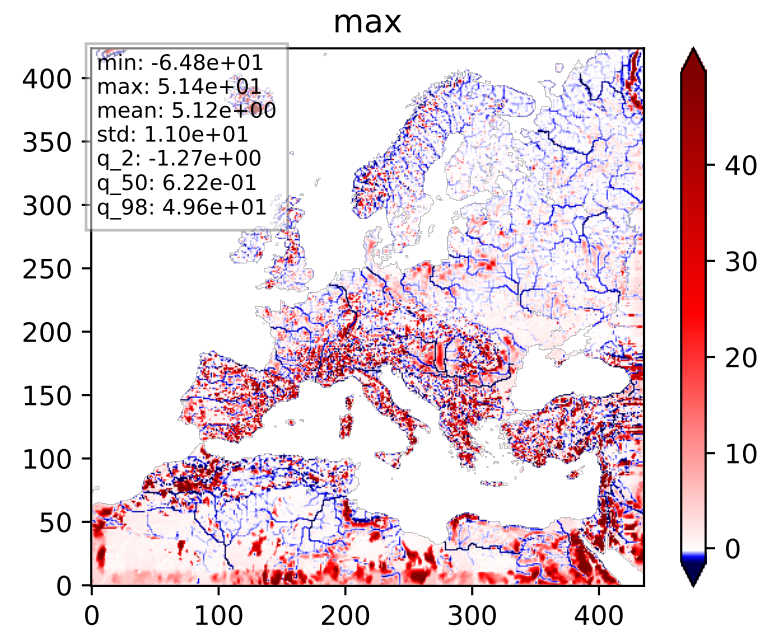 max
min: -6.48e+01
max: 5.14e+01
mean: 5.12e+00
std: 1.10e+01
q_2: -1.27e+00
q_50: 6.22e-01
q_98: 4.96e+01
400
350
300
250
200
150
100
50
0
0 100 200 300 400
40
30
20
10
0